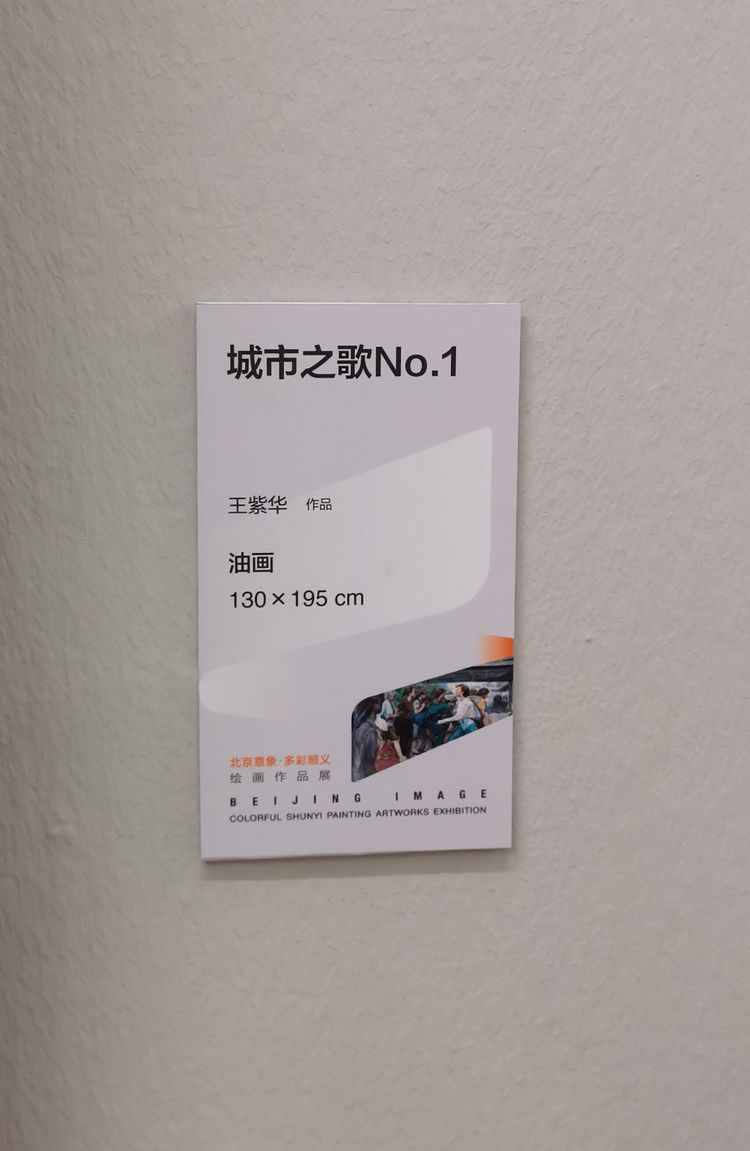 城市之歌No.1
王紫华 作品
油画
130×195 cm
北京意象·多彩顺义
绘画作品展
BEIJING IMAGE
COLORFUL SHUNYI PAINTING ARTWORKS EXHIBITION